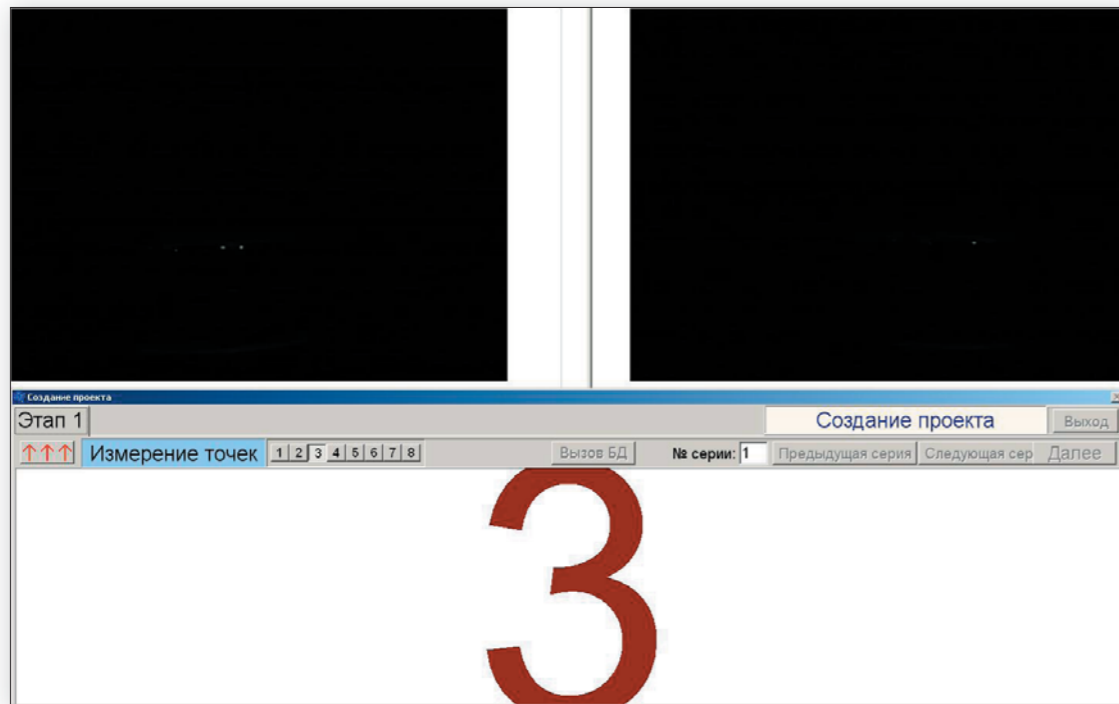 Создание проекта
Этап 1 Создание проекта Выход
↑↑↑ Измерение точек 1 2 3 4 5 6 7 8 Вызов БД № серии: 1 Предыдущая серия Следующая сер Далее
3